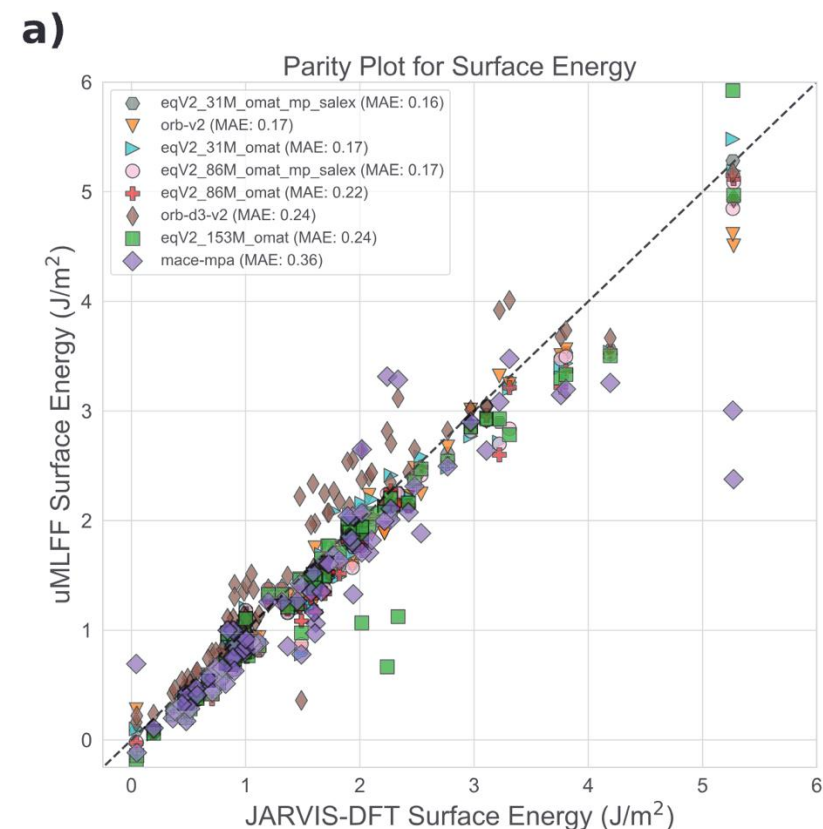 a)
Parity Plot for Surface Energy
6
eqV2_31M_omat_mp_salex (MAE: 0.16)
orb-v2 (MAE: 0.17)
eqV2_31M_omat (MAE: 0.17)
eqV2_86M_omat_mp_salex (MAE: 0.17)
eqV2_86M_omat (MAE: 0.22)
orb-d3-v2 (MAE: 0.24)
eqV2_153M_omat (MAE: 0.24)
mace-mpa (MAE: 0.36)
5
4
3
2
1
0
uMLFF Surface Energy (J/m²)
0 1 2 3 4 5 6
JARVIS-DFT Surface Energy (J/m²)